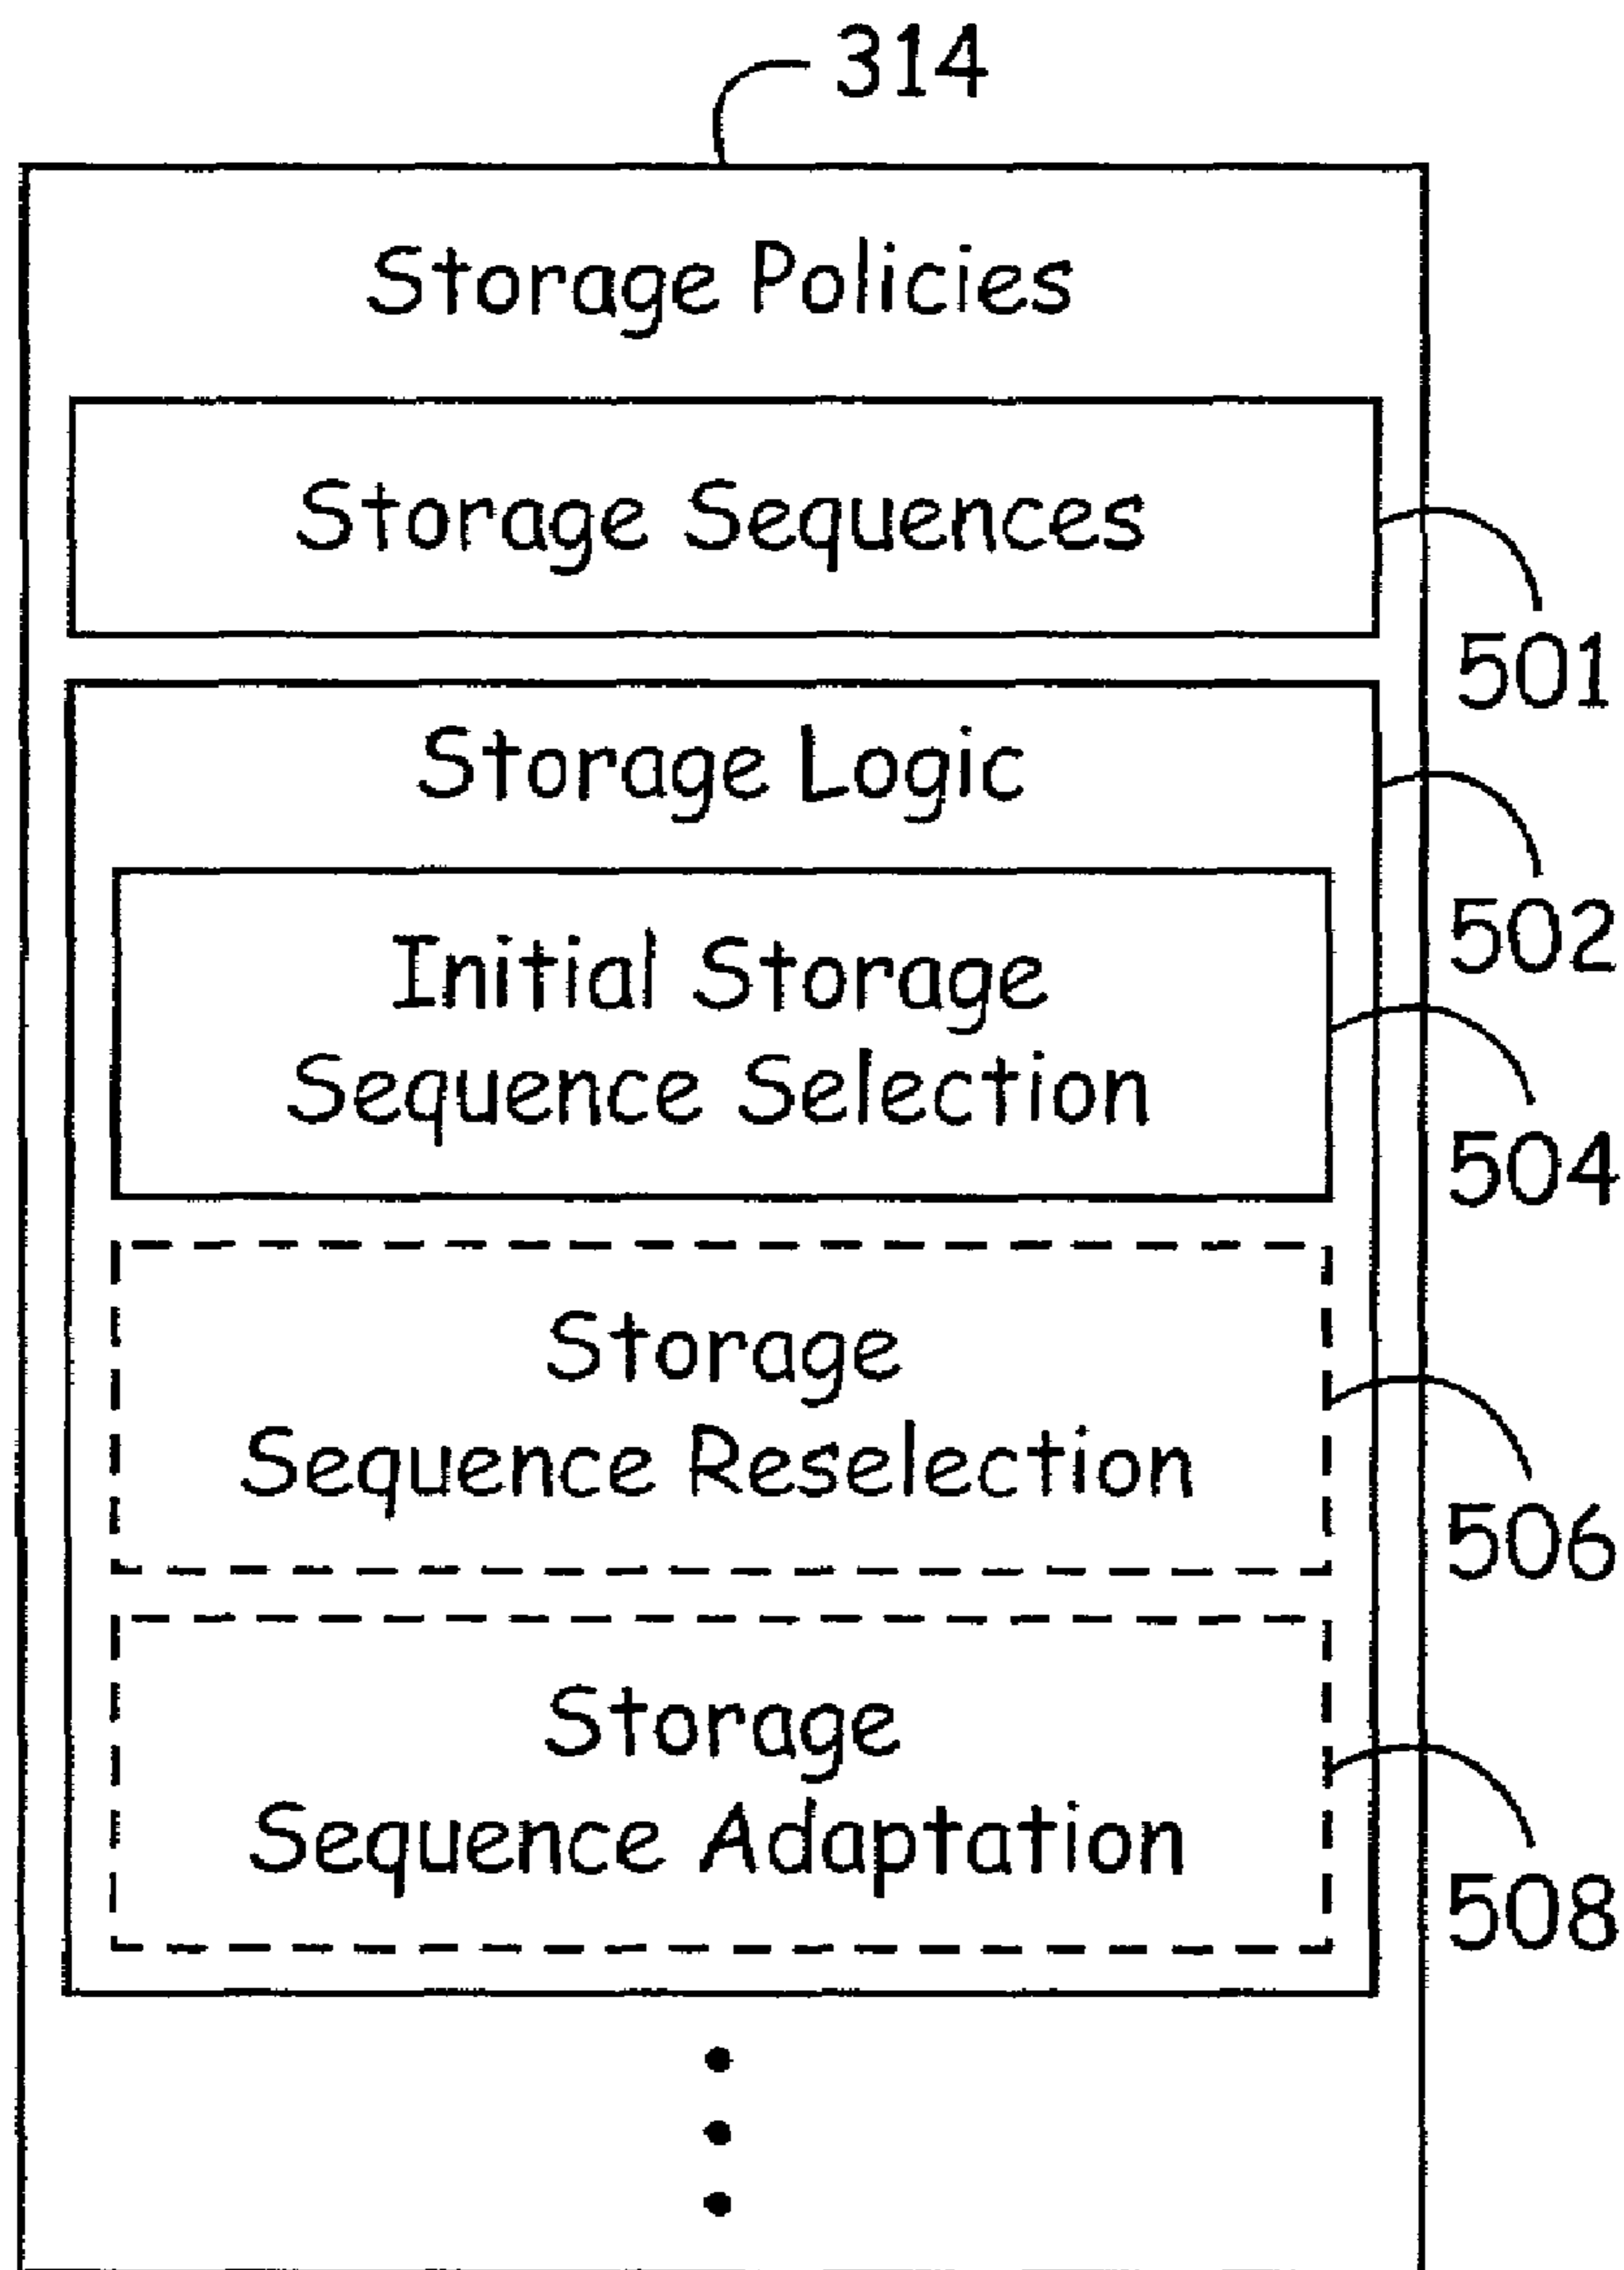 314
Storage Policies
Storage Sequences
501
Storage Logic
502
Initial Storage
Sequence Selection
504
Storage
Sequence Reselection
506
Storage
Sequence Adaptation
508